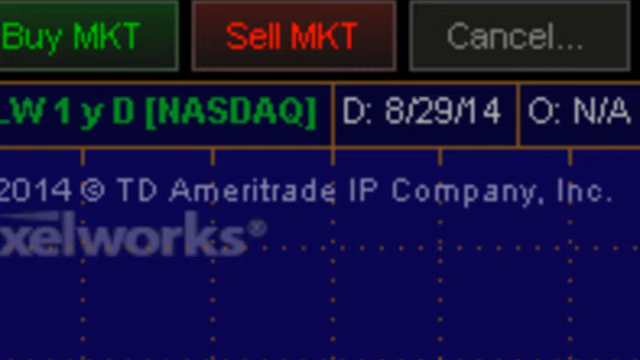 Buy MKT Sell MKT Cancel...
LW 1 y D [NASDAQ] D: 8/29/14 O: N/A
2014 © TD Ameritrade IP Company, Inc.
xelworks®